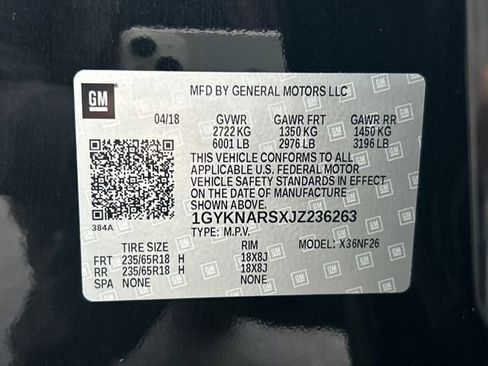 GM
MFD BY GENERAL MOTORS LLC
04/18 GVWR GAWR FRT GAWR RR
2722 KG 1350 KG 1450 KG
6001 LB 2976 LB 3196 LB
THIS VEHICLE CONFORMS TO ALL
APPLICABLE U.S. FEDERAL MOTOR
VEHICLE SAFETY STANDARDS IN EFFECT
ON THE DATE OF MANUFACTURE
SHOWN ABOVE.
384A 1GYKNARSXJZ236263
TYPE: M.P.V. MODEL: X36NF26
TIRE SIZE RIM
FRT 235/65R18 H 18X8J
RR 235/65R18 H 18X8J
SPA NONE NONE